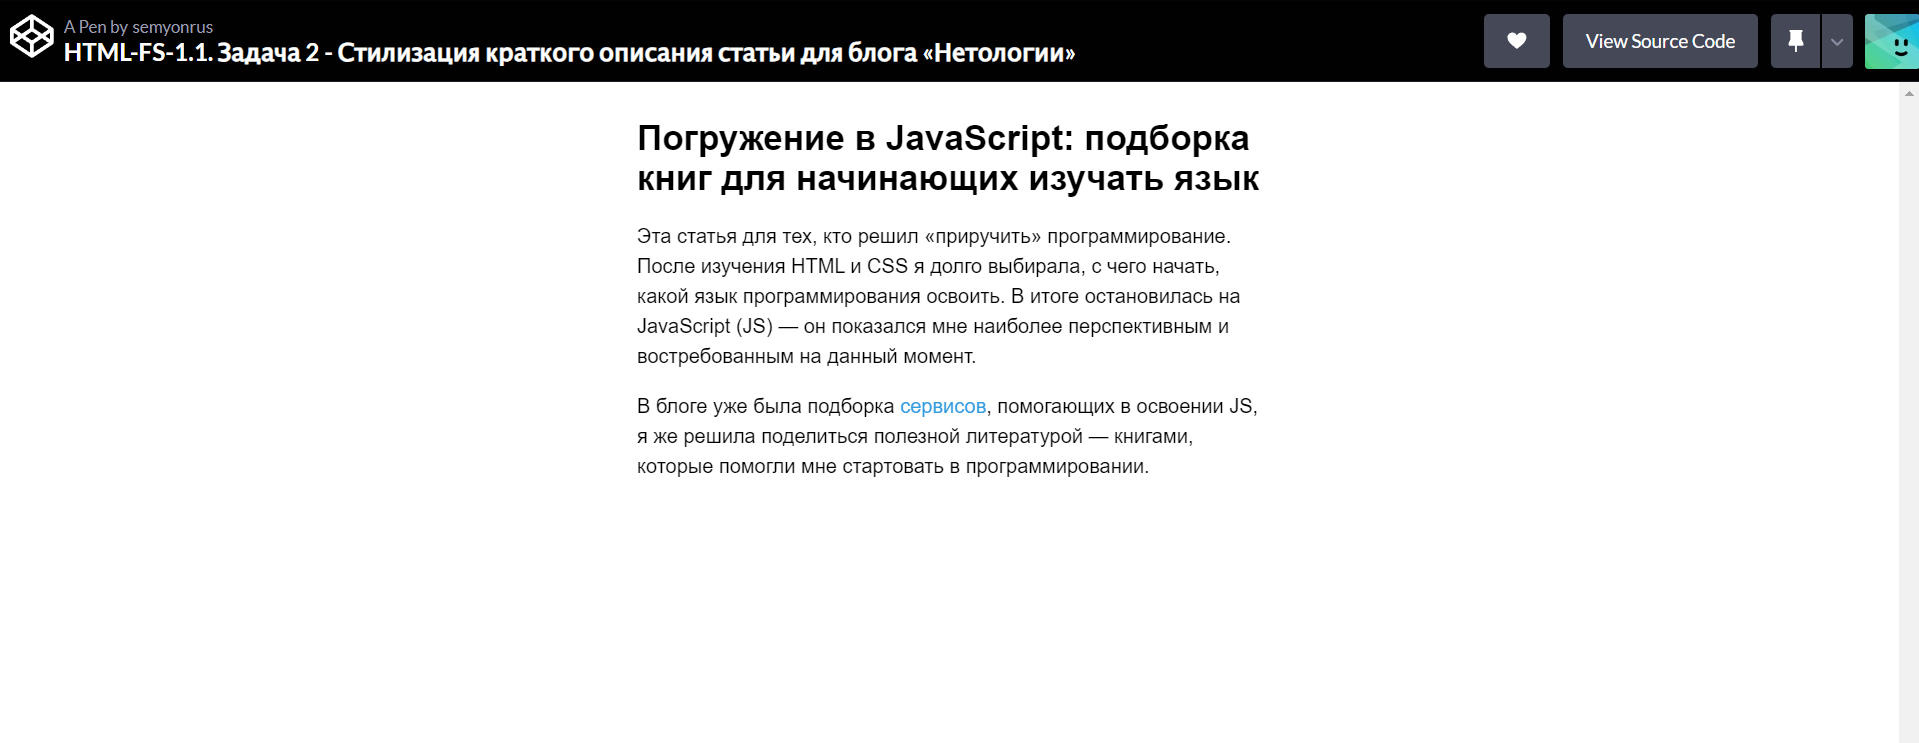 A Pen by semyonrus
HTML-FS-1.1. Задача 2 - Стилизация краткого описания статьи для блога «Нетологии»
View Source Code
Погружение в JavaScript: подборка
книг для начинающих изучать язык
Эта статья для тех, кто решил «приручить» программирование.
После изучения HTML и CSS я долго выбирала, с чего начать,
какой язык программирования освоить. В итоге остановилась на
JavaScript (JS) — он показался мне наиболее перспективным и
востребованным на данный момент.
В блоге уже была подборка сервисов, помогающих в освоении JS,
я же решила поделиться полезной литературой — книгами,
которые помогли мне стартовать в программировании.